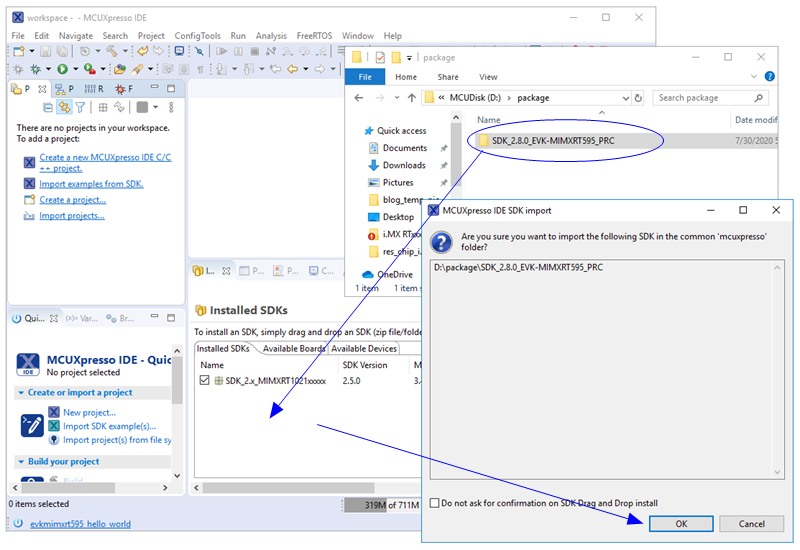 workspace -
File Edit Navigate Search Project ConfigTools Run Analysis FreeRTOS Window Help
P P R F
There are no projects in your workspace.
To add a project:
Create a new MCUXpresso IDE C/C
++ project.
Import examples from SDK.
Create a project...
Import projects...
package
File Home Share View
« MCUDisk (D:) package
Search package
Quick access
Documents
Downloads
Pictures
blog_temp_pic
Desktop
i.MX RTxxx
res_chip_i.
OneDrive
1 item 1 item s
Name Date modif
SDK_2.8.0_EVK-MIMXRT595_PRC 7/30/2020 5
MCUXpresso IDE SDK import
Are you sure you want to import the following SDK in the common 'mcuxpresso'
folder?
D:\package\SDK_2.8.0_EVK-MIMXRT595_PRC
Do not ask for confirmation on SDK Drag and Drop install
OK Cancel
I... P... P... C...
Installed SDKs
To install an SDK, simply drag and drop an SDK (zip file/folde
Installed SDKs Available Boards Available Devices
Name SDK Version M
SDK_2.x_MIMXRT1021xxxxx 2.5.0 3.
Qui... (x)= Var... Br...
IDE
MCUXpresso IDE - Quic
No project selected
Create or import a project
New project...
Import SDK example(s)...
Import project(s) from file sy
Build your project
Build
0 items selected
319M of 711M
evkmimxrt595_hello_world